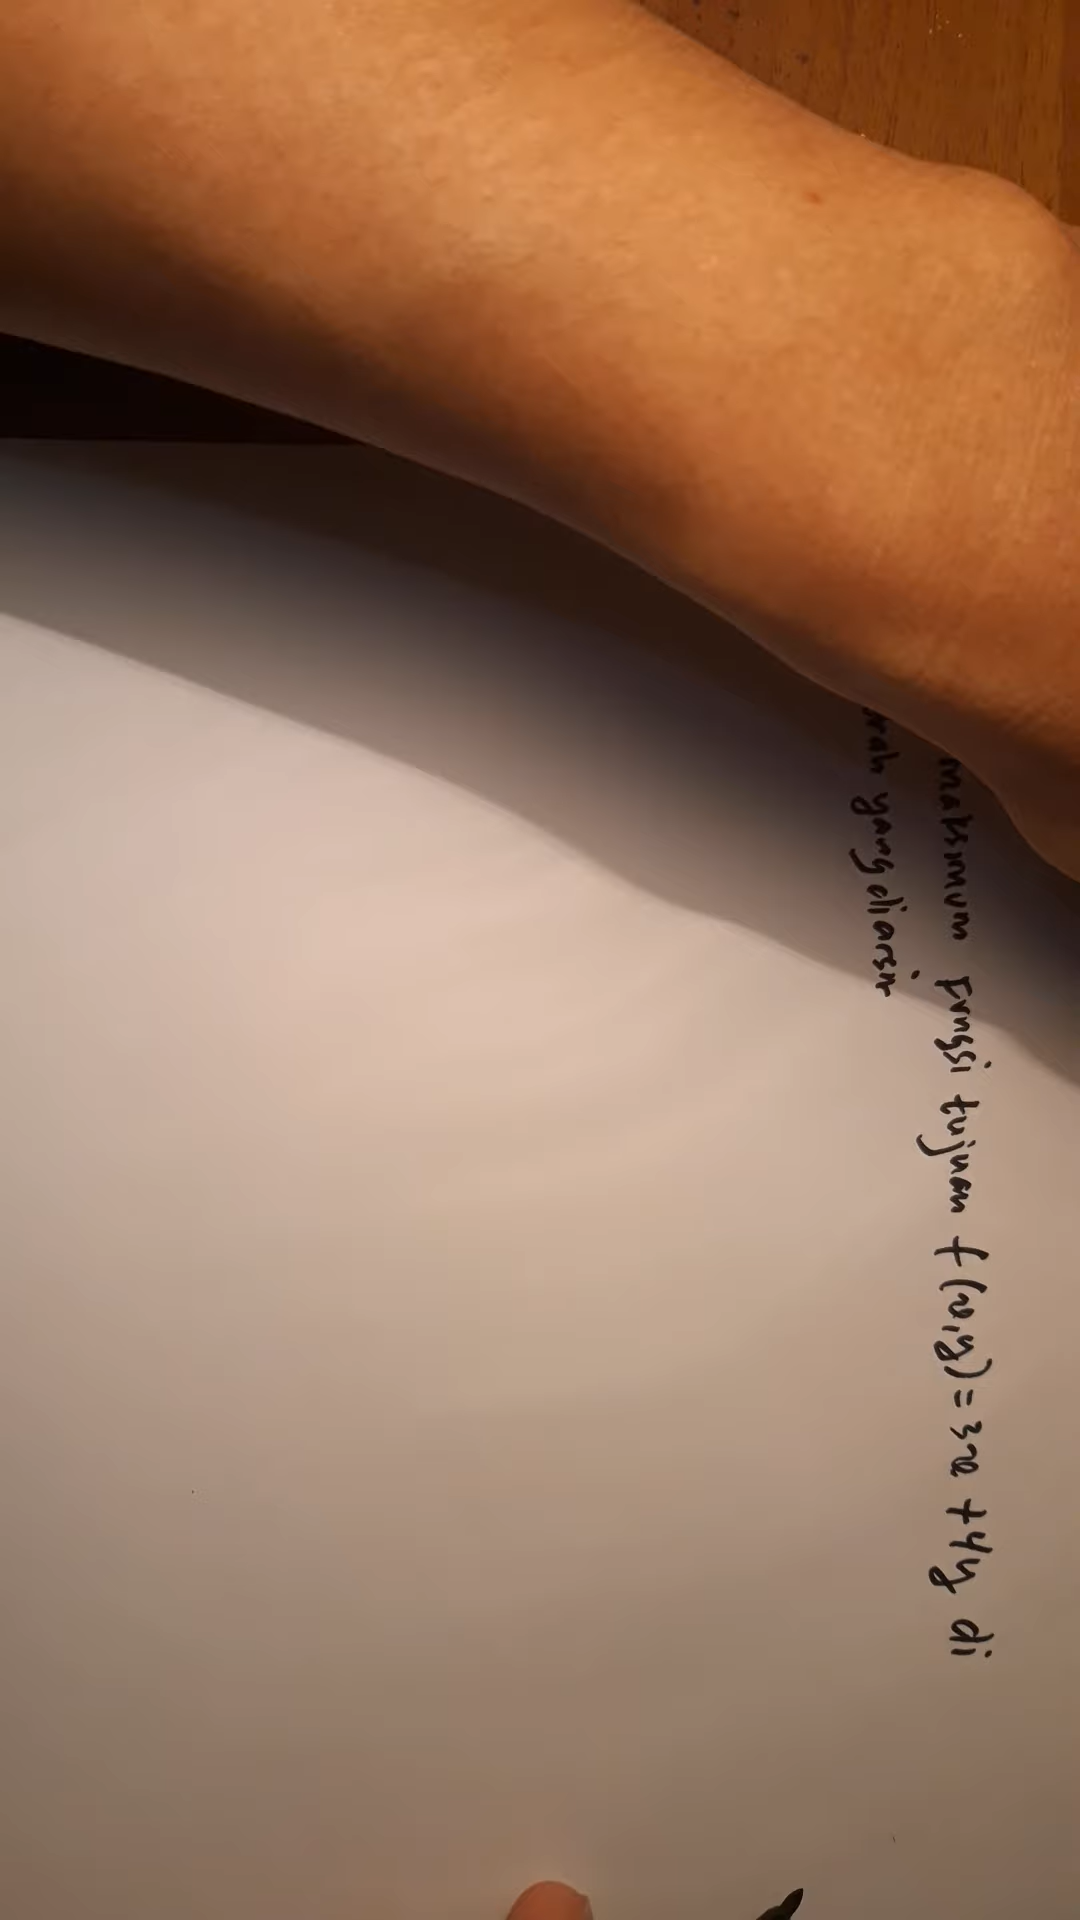 maksimum fungsi tujuan f(x,y) = 3x + 4y di
yang diarsir